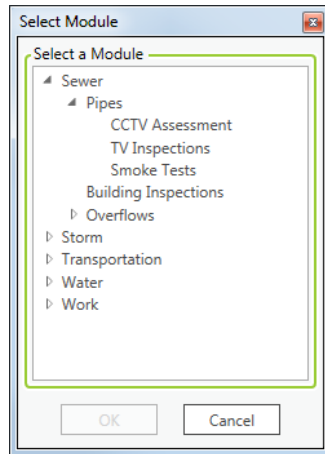 Select Module
Select a Module
Sewer
Pipes
CCTV Assessment
TV Inspections
Smoke Tests
Building Inspections
Overflows
Storm
Transportation
Water
Work
OK Cancel